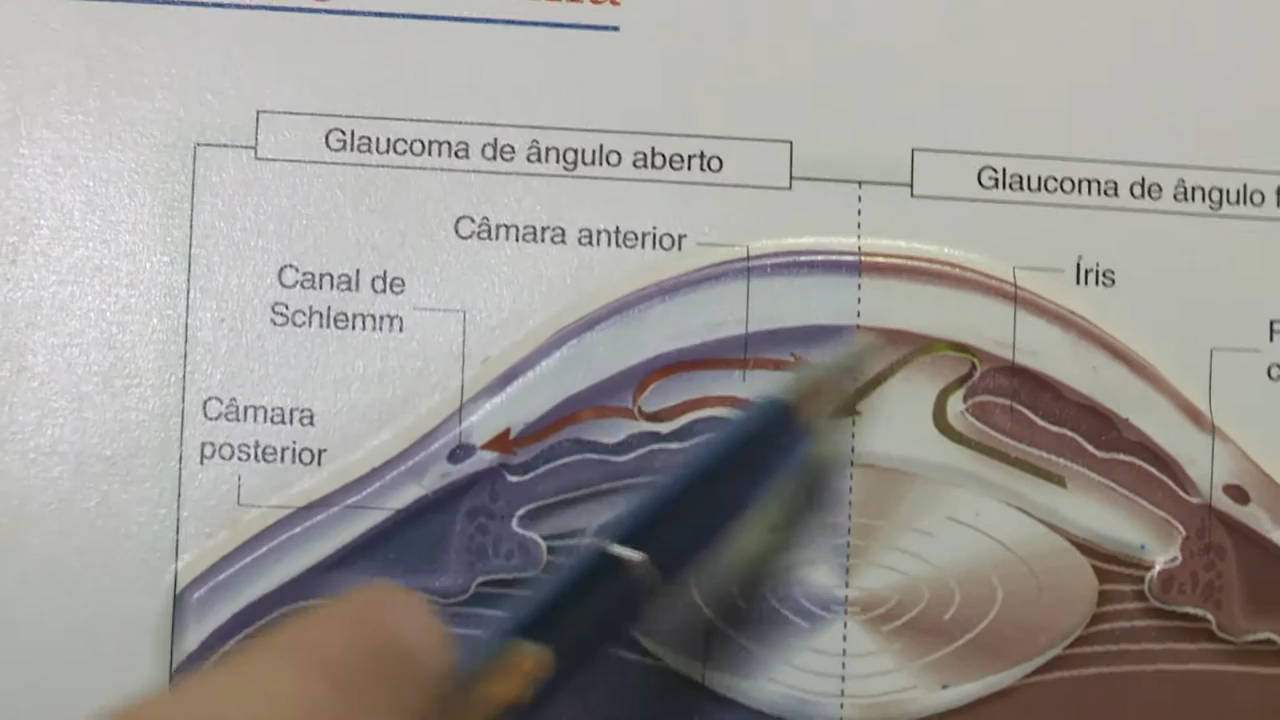 Glaucoma de ângulo aberto
Glaucoma de ângulo
Câmara anterior
Íris
Canal de
Schlemm
Câmara
posterior